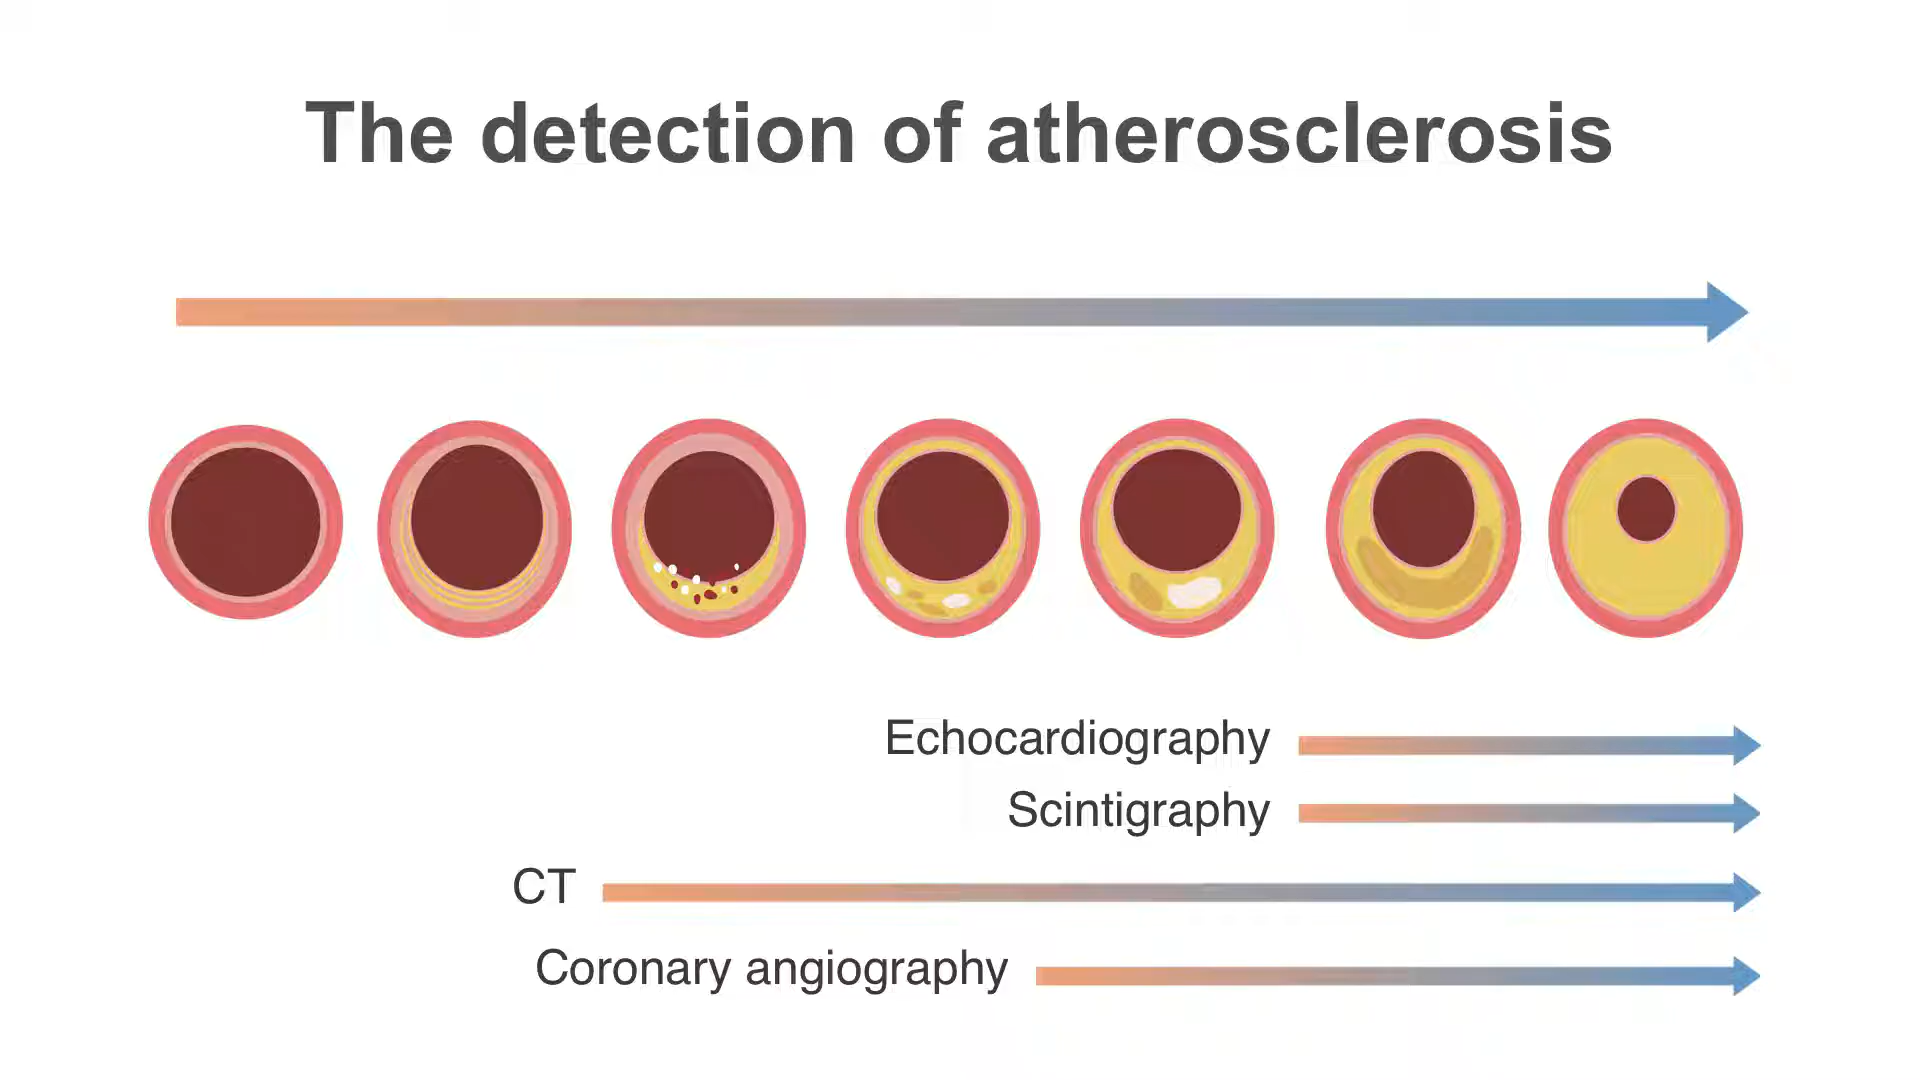 The detection of atherosclerosis
Echocardiography
Scintigraphy
CT
Coronary angiography